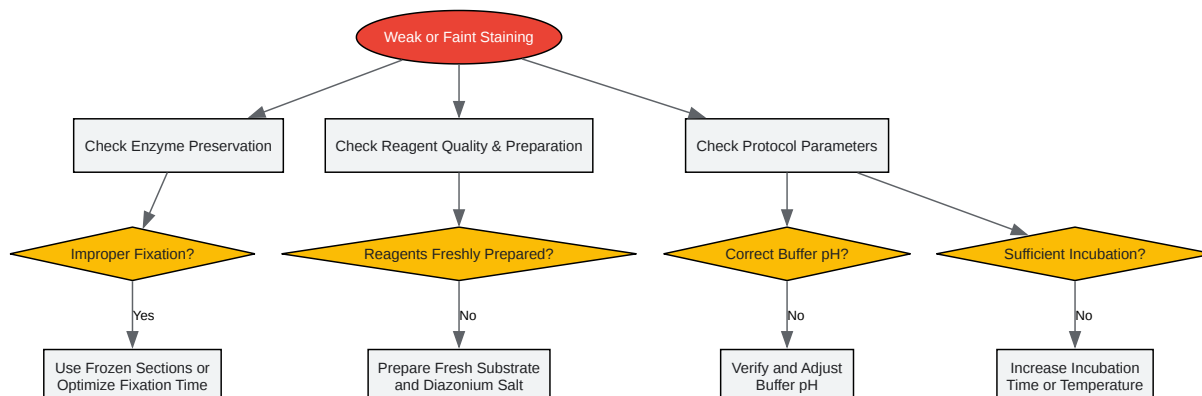 Weak or Faint Staining
Check Enzyme Preservation
Check Reagent Quality & Preparation
Check Protocol Parameters
Improper Fixation?
Reagents Freshly Prepared?
Correct Buffer pH?
Sufficient Incubation?
Yes
No
No
No
Use Frozen Sections or
Optimize Fixation Time
Prepare Fresh Substrate
and Diazonium Salt
Verify and Adjust
Buffer pH
Increase Incubation
Time or Temperature